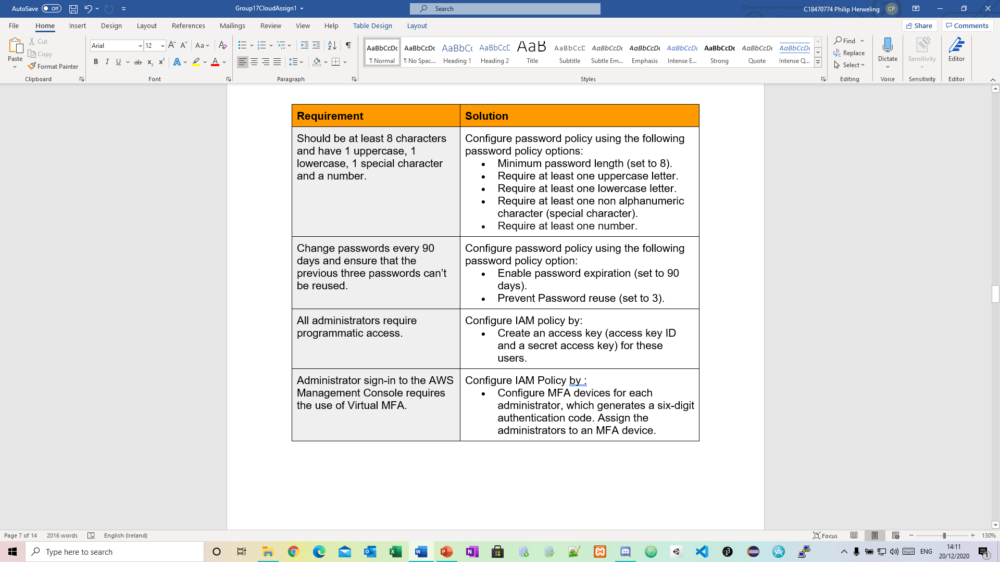 AutoSave Off Group17CloudAssign1 Search C18470774 Philip Herweling CP
File Home Insert Design Layout References Mailings Review View Help Table Design Layout Share Comments
Paste Cut Copy Format Painter Clipboard
Arial 12 Font
Paragraph
AaBbCcDc AaBbCcDc AaBbCc AaBbCcD AaB AaBbCcD AaBbCcDc AaBbCcDc AaBbCcDc AaBbCcDc AaBbCcDc AaBbCcDc
¶ Normal ¶ No Spac... Heading 1 Heading 2 Title Subtitle Subtle Em... Emphasis Intense E... Strong Quote Intense Q...
Styles
Find Replace Select Editing
Dictate Voice
Sensitivity Sensitivity
Editor Editor
Requirement Solution
Should be at least 8 characters
and have 1 uppercase, 1
lowercase, 1 special character
and a number.
Configure password policy using the following
password policy options:
• Minimum password length (set to 8).
• Require at least one uppercase letter.
• Require at least one lowercase letter.
• Require at least one non alphanumeric
character (special character).
• Require at least one number.
Change passwords every 90
days and ensure that the
previous three passwords can’t
be reused.
Configure password policy using the following
password policy option:
• Enable password expiration (set to 90
days).
• Prevent Password reuse (set to 3).
All administrators require
programmatic access.
Configure IAM policy by:
• Create an access key (access key ID
and a secret access key) for these
users.
Administrator sign-in to the AWS
Management Console requires
the use of Virtual MFA.
Configure IAM Policy by :
• Configure MFA devices for each
administrator, which generates a six-digit
authentication code. Assign the
administrators to an MFA device.
Page 7 of 14 2016 words English (Ireland) Focus 130%
Type here to search ENG 14:11
20/12/2020